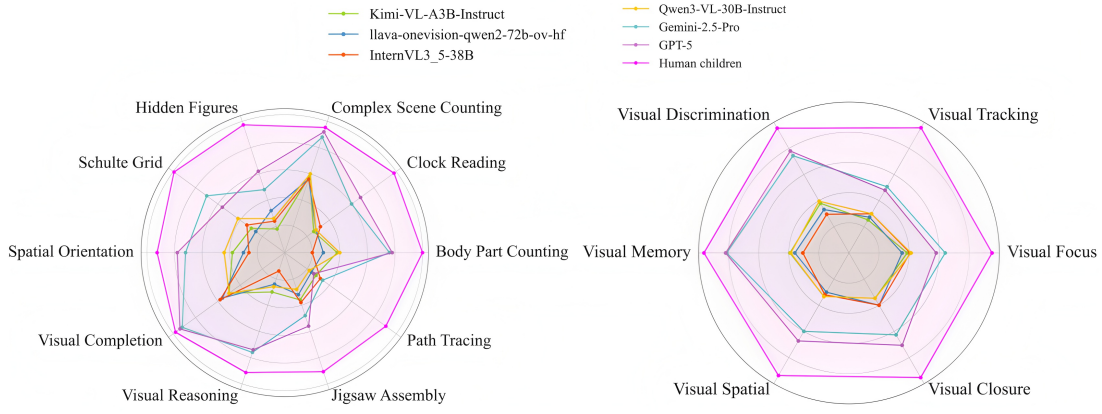 Kimi-VL-A3B-Instruct
llava-onevision-qwen2-72b-ov-hf
InternVL3_5-38B
Qwen3-VL-30B-Instruct
Gemini-2.5-Pro
GPT-5
Human children
Hidden Figures
Complex Scene Counting
Schulte Grid
Clock Reading
Spatial Orientation
Body Part Counting
Visual Completion
Path Tracing
Visual Reasoning
Jigsaw Assembly
Visual Discrimination
Visual Tracking
Visual Memory
Visual Focus
Visual Spatial
Visual Closure